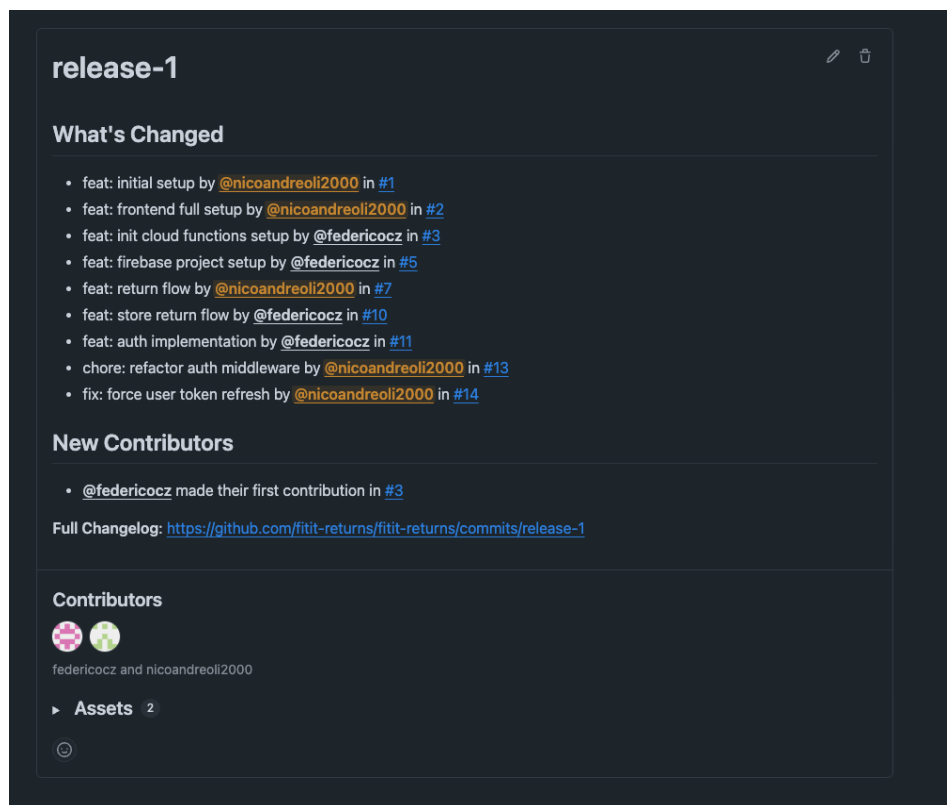 release-1
What's Changed
feat: initial setup by @nicoandreoli2000 in #1
feat: frontend full setup by @nicoandreoli2000 in #2
feat: init cloud functions setup by @federicocz in #3
feat: firebase project setup by @federicocz in #5
feat: return flow by @nicoandreoli2000 in #7
feat: store return flow by @federicocz in #10
feat: auth implementation by @federicocz in #11
chore: refactor auth middleware by @nicoandreoli2000 in #13
fix: force user token refresh by @nicoandreoli2000 in #14
New Contributors
@federicocz made their first contribution in #3
Full Changelog: https://github.com/fitit-returns/fitit-returns/commits/release-1
Contributors
federicocz and nicoandreoli2000
Assets 2